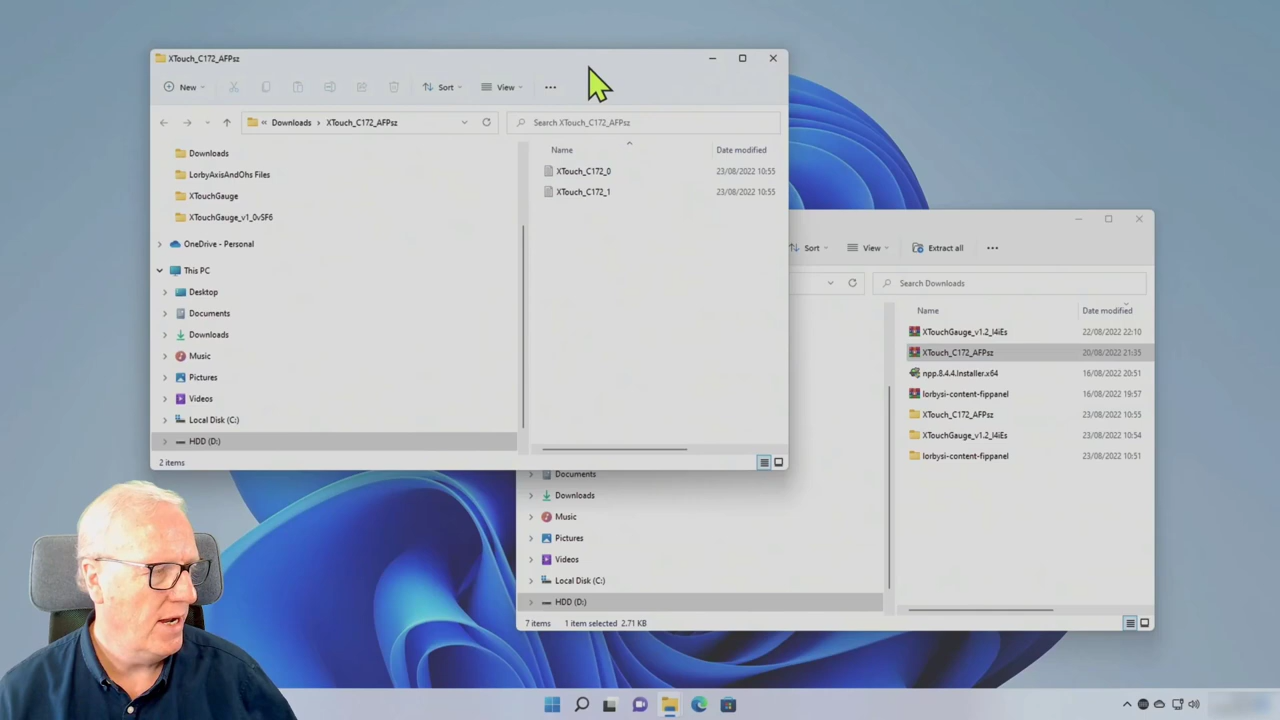 XTouch_C172_AFPsz
New
Sort
View
Downloads
XTouch_C172_AFPsz
Search XTouch_C172_AFPsz
Downloads
LorbyAxisAndOhs Files
XTouchGauge
XTouchGauge_v1_0vSF6
OneDrive - Personal
This PC
Desktop
Documents
Downloads
Music
Pictures
Videos
Local Disk (C:)
HDD (D:)
Name Date modified
XTouch_C172_0 23/08/2022 10:55
XTouch_C172_1 23/08/2022 10:55
2 items
Sort
View
Extract all
Search Downloads
Name Date modified
XTouchGauge_v1.2_I4iEs 22/08/2022 22:10
XTouch_C172_AFPsz 20/08/2022 21:35
npp.8.4.4.Installer.x64 16/08/2022 20:51
lorbysi-content-fippanel 16/08/2022 19:57
XTouch_C172_AFPsz 23/08/2022 10:55
XTouchGauge_v1.2_I4iEs 23/08/2022 10:54
lorbysi-content-fippanel 23/08/2022 10:51
Documents
Downloads
Music
Pictures
Videos
Local Disk (C:)
HDD (D:)
7 items 1 item selected 2.71 KB